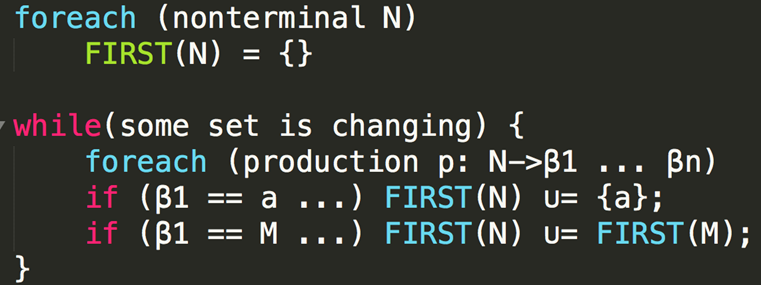 foreach (nonterminal N)
FIRST(N) = {}
while(some set is changing) {
foreach (production p: N->β1 ... βn)
if (β1 == a ...) FIRST(N) ∪= {a};
if (β1 == M ...) FIRST(N) ∪= FIRST(M);
}